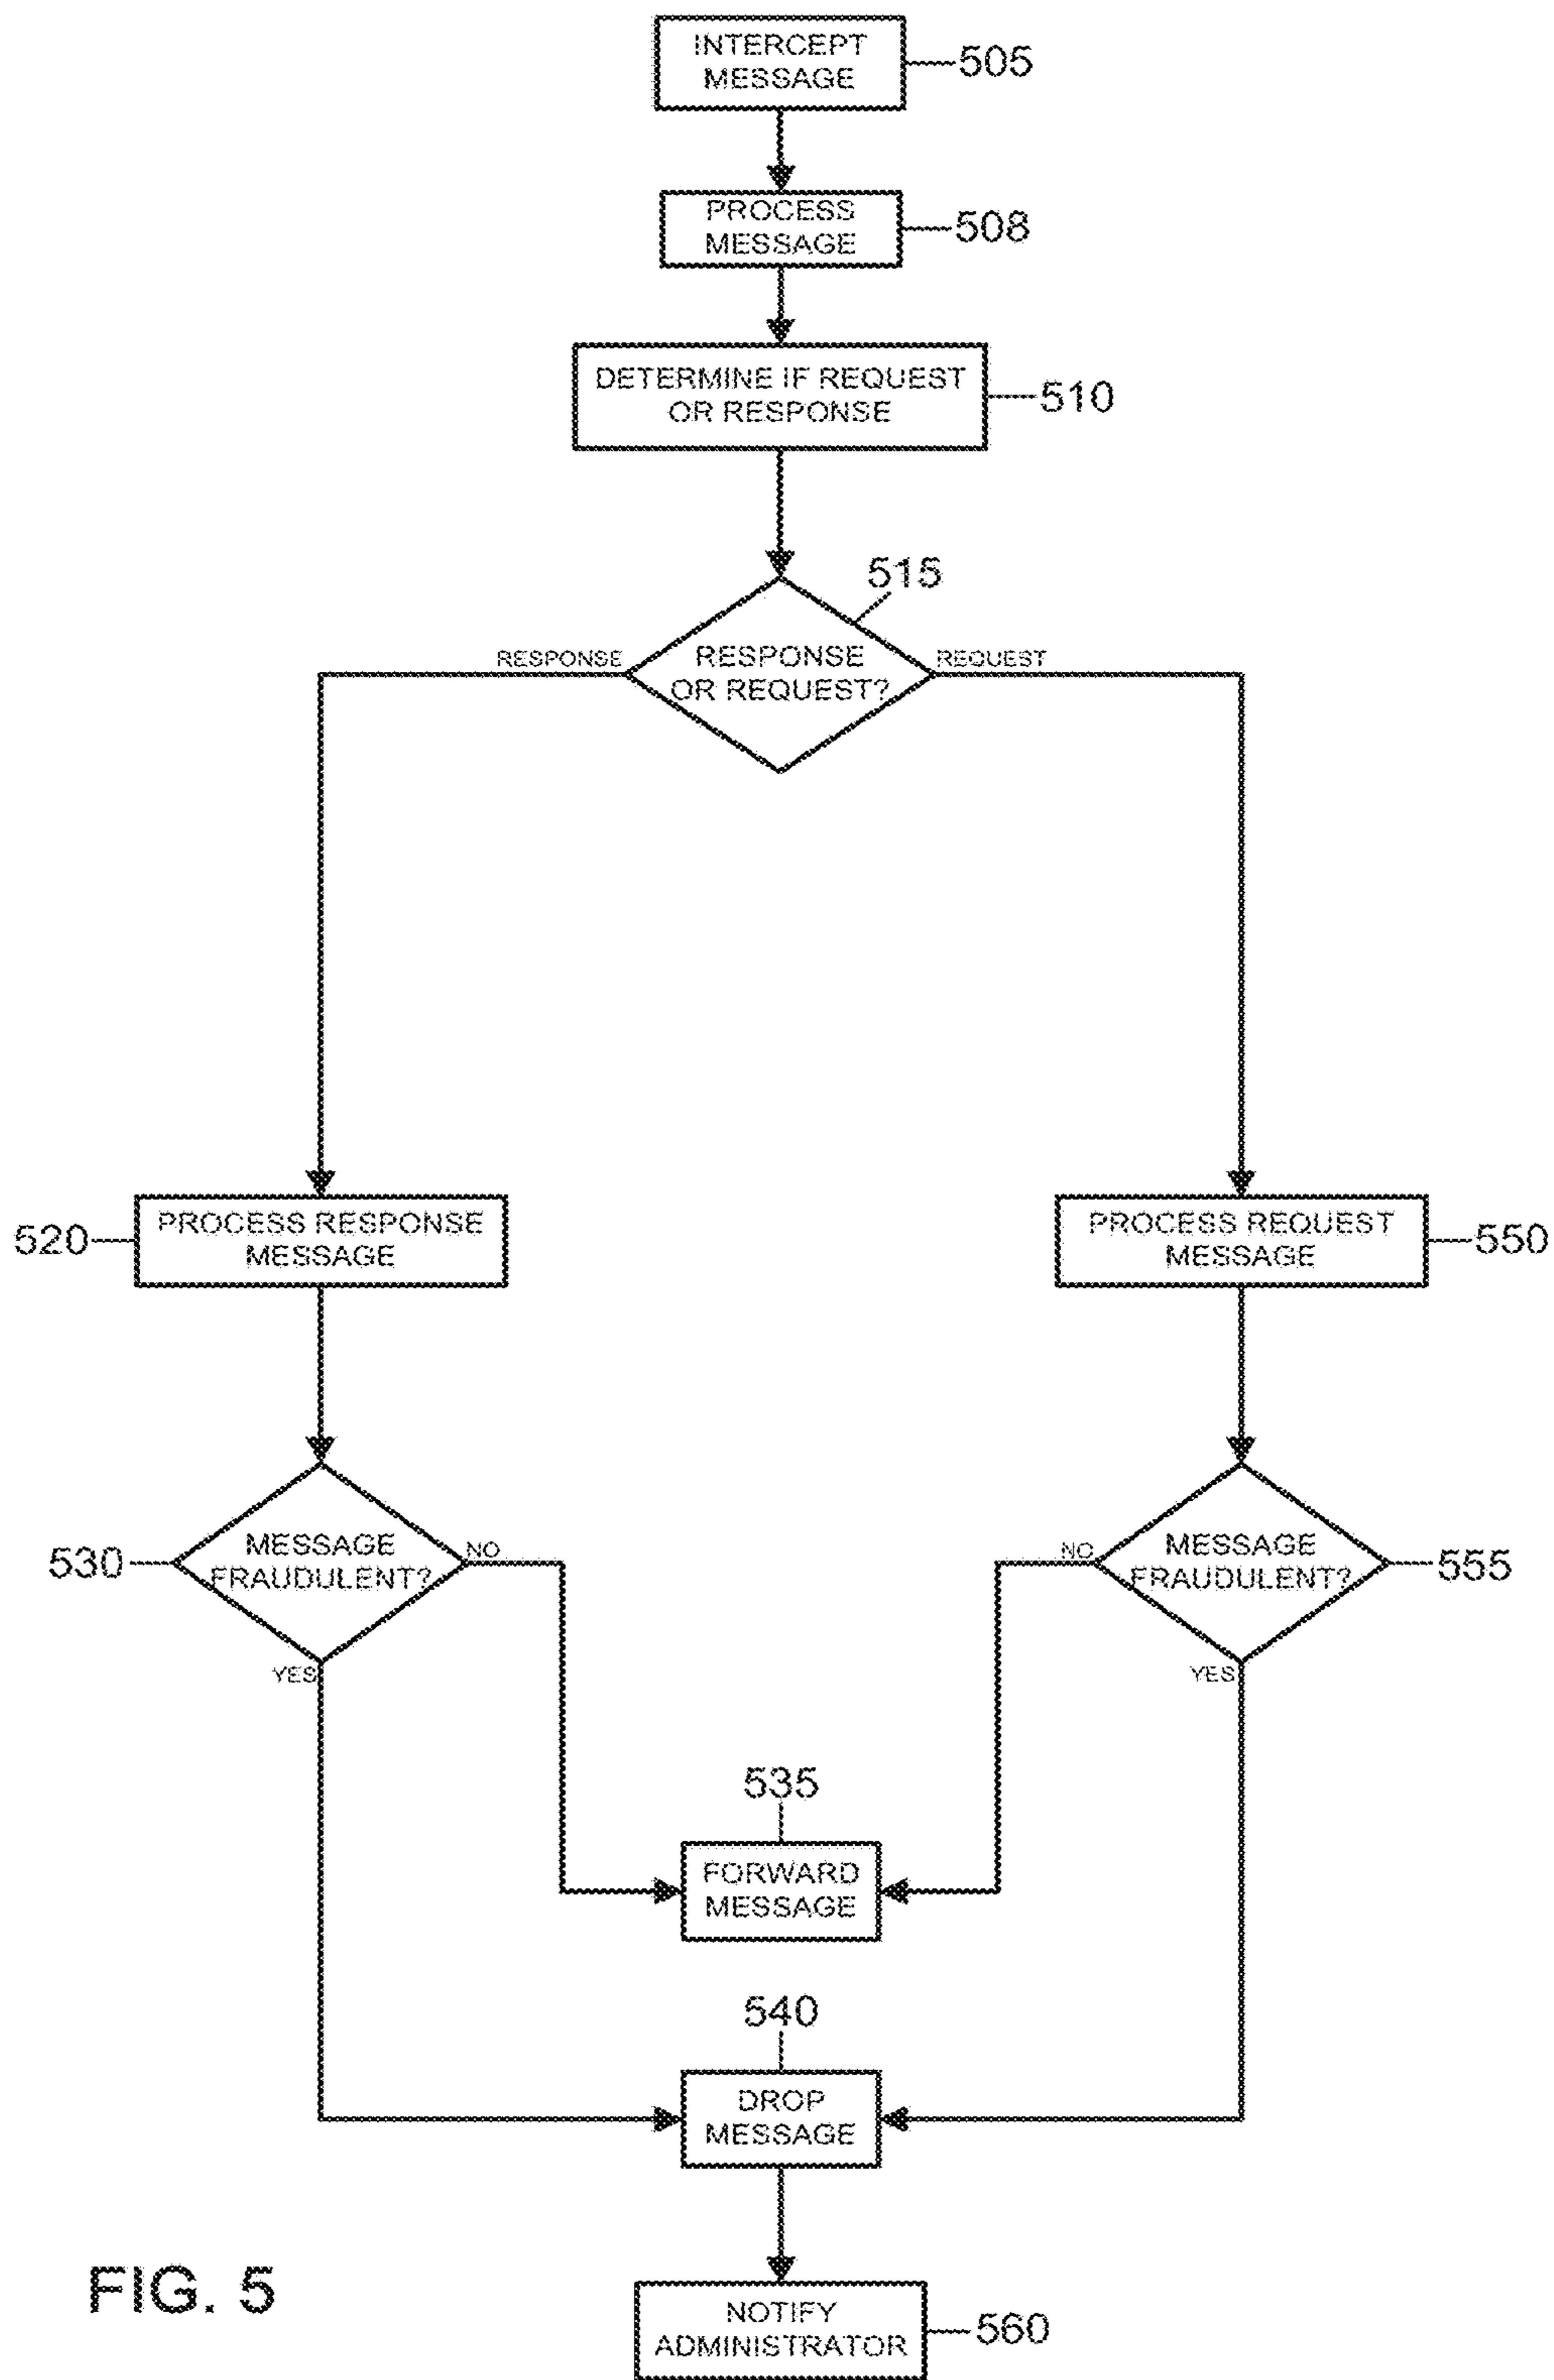 INTERCEPT
MESSAGE
505
PROCESS
MESSAGE
508
DETERMINE IF REQUEST
OR RESPONSE
510
515
RESPONSE
RESPONSE
OR REQUEST?
REQUEST
520
PROCESS RESPONSE
MESSAGE
PROCESS REQUEST
MESSAGE
550
530
MESSAGE
FRAUDULENT?
NO
YES
NO
MESSAGE
FRAUDULENT?
555
YES
535
FORWARD
MESSAGE
540
DROP
MESSAGE
NOTIFY
ADMINISTRATOR
560
FIG. 5